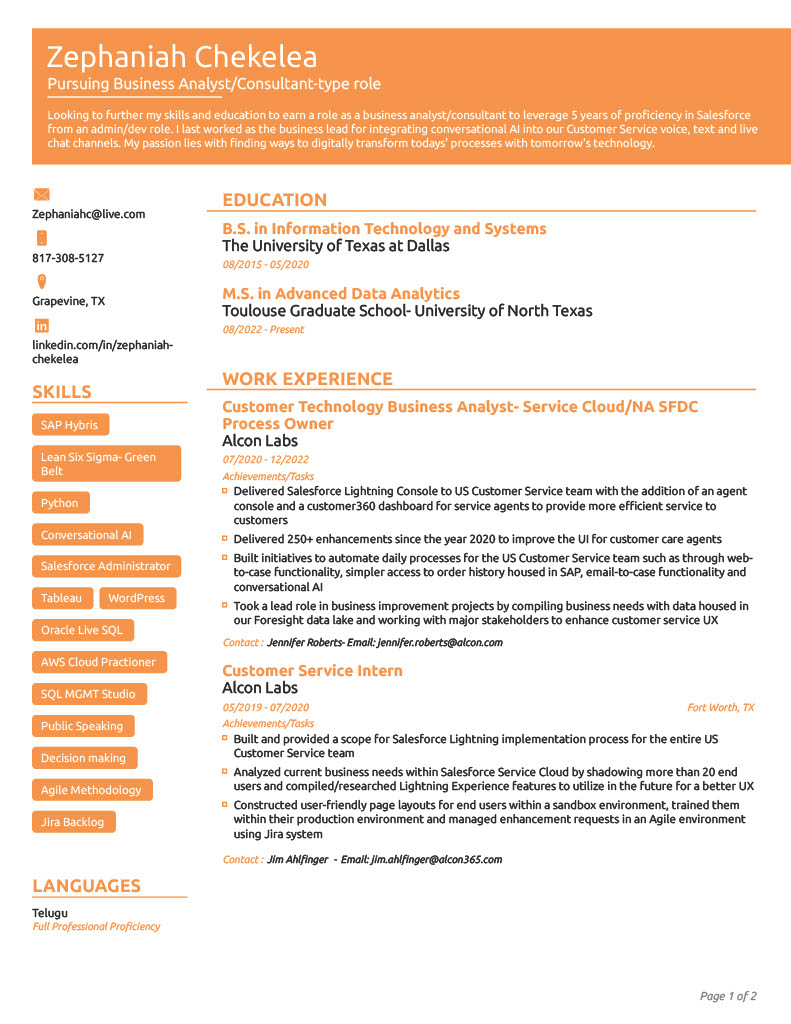 Zephaniah Chekelea
Pursuing Business Analyst/Consultant-type role
Looking to further my skills and education to earn a role as a business analyst/consultant to leverage 5 years of proficiency in Salesforce
from an admin/dev role. I last worked as the business lead for integrating conversational AI into our Customer Service voice, text and live
chat channels. My passion lies with finding ways to digitally transform todays' processes with tomorrow's technology.
Zephaniahc@live.com
817-308-5127
Grapevine, TX
linkedin.com/in/zephaniah-
chekelea
SKILLS
SAP Hybris
Lean Six Sigma- Green
Belt
Python
Conversational AI
Salesforce Administrator
Tableau WordPress
Oracle Live SQL
AWS Cloud Practioner
SQL MGMT Studio
Public Speaking
Decision making
Agile Methodology
Jira Backlog
LANGUAGES
Telugu
Full Professional Proficiency
EDUCATION
B.S. in Information Technology and Systems
The University of Texas at Dallas
08/2015 - 05/2020
M.S. in Advanced Data Analytics
Toulouse Graduate School- University of North Texas
08/2022 - Present
WORK EXPERIENCE
Customer Technology Business Analyst- Service Cloud/NA SFDC
Process Owner
Alcon Labs
07/2020 - 12/2022
Achievements/Tasks
Delivered Salesforce Lightning Console to US Customer Service team with the addition of an agent
console and a customer360 dashboard for service agents to provide more efficient service to
customers
Delivered 250+ enhancements since the year 2020 to improve the UI for customer care agents
Built initiatives to automate daily processes for the US Customer Service team such as through web-
to-case functionality, simpler access to order history housed in SAP, email-to-case functionality and
conversational AI
Took a lead role in business improvement projects by compiling business needs with data housed in
our Foresight data lake and working with major stakeholders to enhance customer service UX
Contact : Jennifer Roberts- Email: jennifer.roberts@alcon.com
Customer Service Intern
Alcon Labs
05/2019 - 07/2020 Fort Worth, TX
Achievements/Tasks
Built and provided a scope for Salesforce Lightning implementation process for the entire US
Customer Service team
Analyzed current business needs within Salesforce Service Cloud by shadowing more than 20 end
users and compiled/researched Lightning Experience features to utilize in the future for a better UX
Constructed user-friendly page layouts for end users within a sandbox environment, trained them
within their production environment and managed enhancement requests in an Agile environment
using Jira system
Contact : Jim Ahlfinger - Email: jim.ahlfinger@alcon365.com
Page 1 of 2